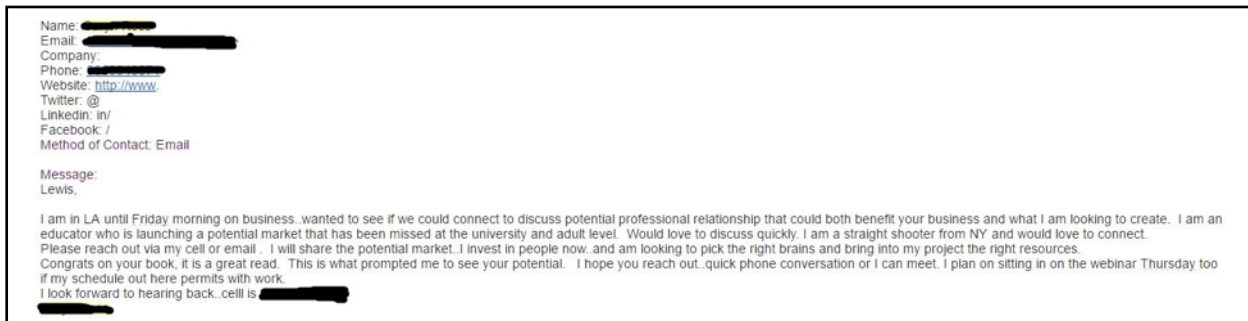 Name:
Email:
Company:
Phone:
Website: http://www.
Twitter: @
Linkedin: in/
Facebook: /
Method of Contact: Email
Message:
Lewis,
I am in LA until Friday morning on business..wanted to see if we could connect to discuss potential professional relationship that could both benefit your business and what I am looking to create.  I am an
educator who is launching a potential market that has been missed at the university and adult level.  Would love to discuss quickly. I am a straight shooter from NY and would love to connect.
Please reach out via my cell or email .  I will share the potential market..I invest in people now..and am looking to pick the right brains and bring into my project the right resources.
Congrats on your book, it is a great read.  This is what prompted me to see your potential.   I hope you reach out..quick phone conversation or I can meet. I plan on sitting in on the webinar Thursday too
if my schedule out here permits with work.
I look forward to hearing back..celll is